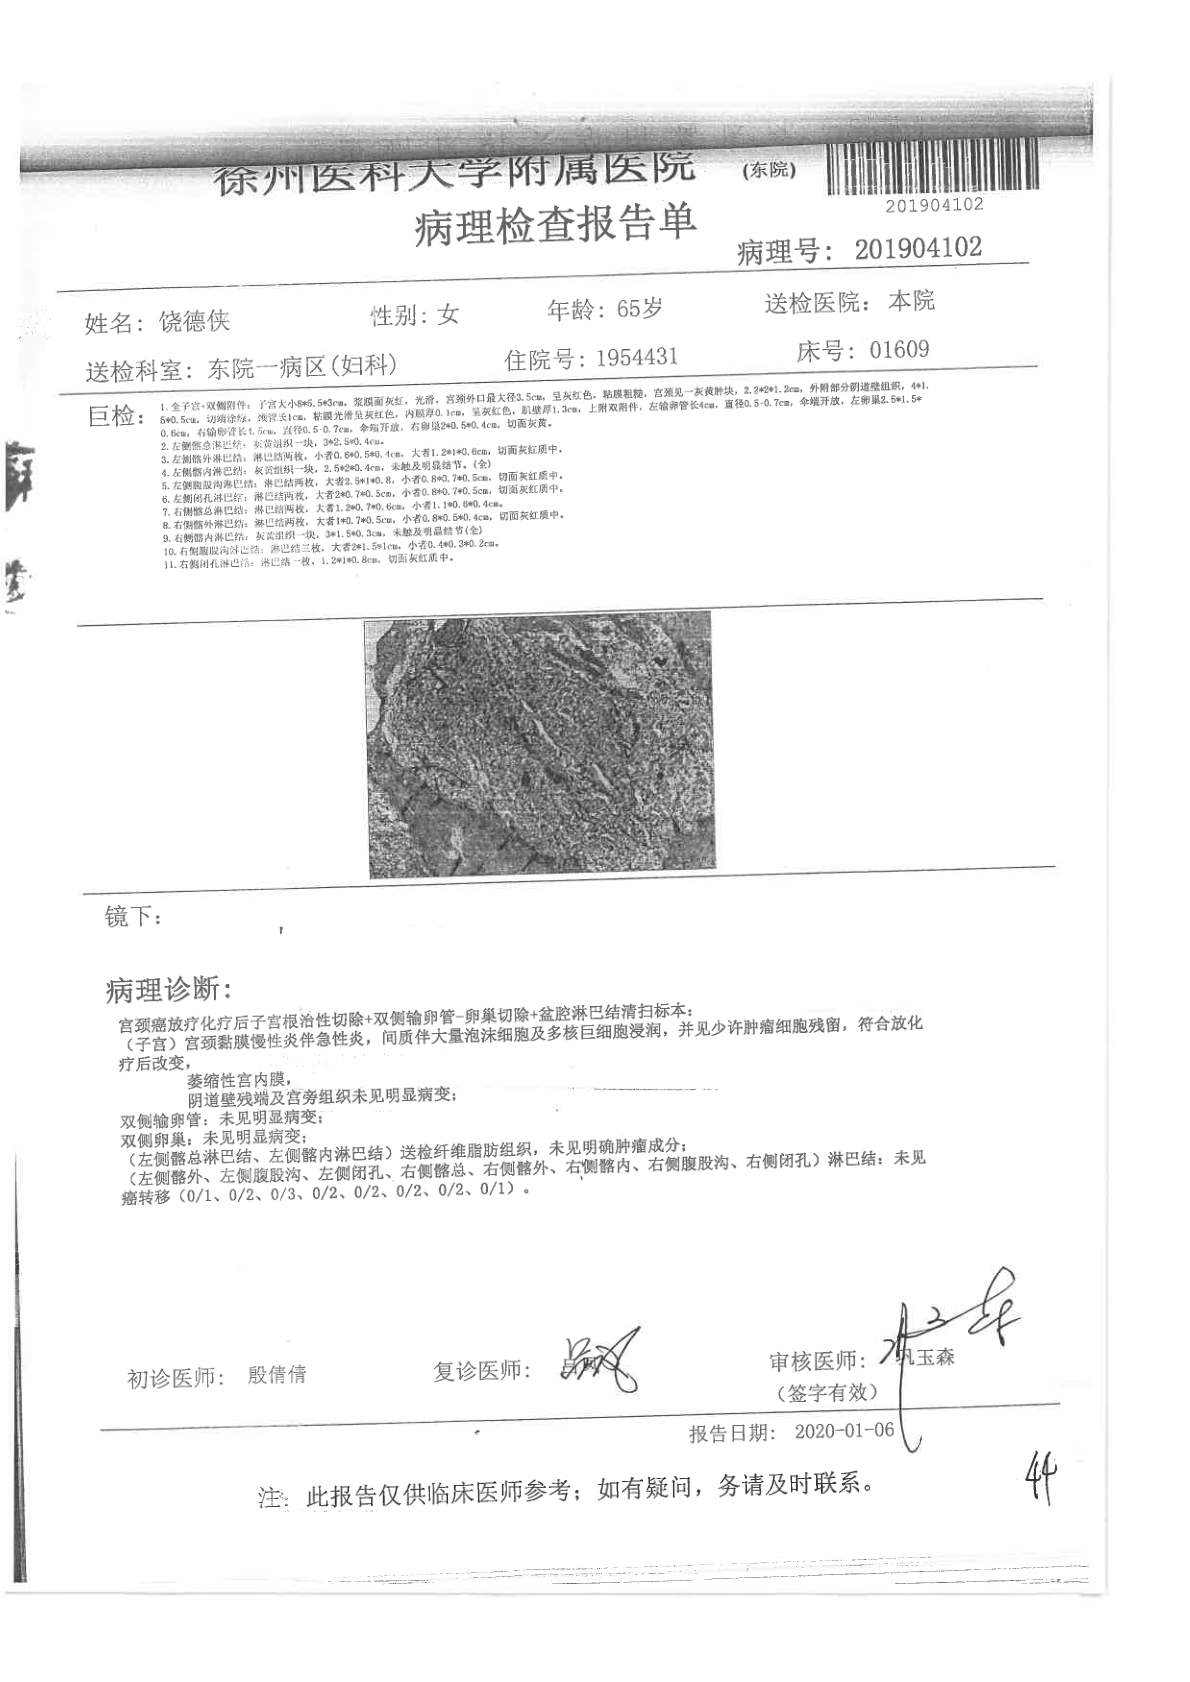 徐州医科大学附属医院 (东院)
201904102
病理检查报告单
病理号: 201904102
姓名: 饶德侠 性别: 女 年龄: 65岁 送检医院: 本院
送检科室: 东院一病区(妇科) 住院号: 1954431 床号: 01609
巨检: 1.全子宫+双侧附件: 子宫大小8*5.5*3cm, 浆膜面灰红, 光滑, 宫颈外口最大径3.5cm, 呈灰红色, 粘膜粗糙, 宫颈见一灰黄肿块, 2.2*2*1.2cm, 外附部分阴道壁组织, 4*1.
5*0.5cm, 切端涂绿, 颈管长1cm, 粘膜光滑呈灰红色, 内膜厚0.1cm, 呈灰红色, 肌壁厚1.3cm, 上附双附件, 左输卵管长4cm, 直径0.5-0.7cm, 伞端开放, 左卵巢2.5*1.5*
0.6cm, 右输卵管长4.5cm, 直径0.5-0.7cm, 伞端开放, 右卵巢2*0.5*0.4cm, 切面灰黄。
2.左侧髂总淋巴结: 灰黄组织一块, 3*2.5*0.4cm。
3.左侧髂外淋巴结: 淋巴结两枚, 小者0.6*0.5*0.4cm, 大者1.2*1*0.6cm, 切面灰红质中。
4.左侧髂内淋巴结: 灰黄组织一块, 2.5*2*0.4cm, 未触及明显结节。(全)
5.左侧腹股沟淋巴结: 淋巴结两枚, 大者2.5*1*0.8, 小者0.8*0.7*0.5cm, 切面灰红质中。
6.左侧闭孔淋巴结: 淋巴结两枚, 大者2*0.7*0.5cm, 小者0.8*0.7*0.5cm, 切面灰红质中。
7.右侧髂总淋巴结: 淋巴结两枚, 大者1.2*0.7*0.6cm, 小者1.1*0.6*0.4cm。
8.右侧髂外淋巴结: 淋巴结两枚, 大者1*0.7*0.5cm, 小者0.8*0.5*0.4cm, 切面灰红质中。
9.右侧髂内淋巴结: 灰黄组织一块, 3*1.5*0.3cm, 未触及明显结节(全)
10.右侧腹股沟淋巴结: 淋巴结三枚, 大者2*1.5*1cm, 小者0.4*0.3*0.2cm。
11.右侧闭孔淋巴结: 淋巴结一枚, 1.2*1*0.8cm, 切面灰红质中。
镜下:
病理诊断:
宫颈癌放疗化疗后子宫根治性切除+双侧输卵管-卵巢切除+盆腔淋巴结清扫标本:
（子宫）宫颈黏膜慢性炎伴急性炎, 间质伴大量泡沫细胞及多核巨细胞浸润, 并见少许肿瘤细胞残留, 符合放化
疗后改变,
萎缩性宫内膜,
阴道壁残端及宫旁组织未见明显病变;
双侧输卵管: 未见明显病变;
双侧卵巢: 未见明显病变;
（左侧髂总淋巴结、左侧髂内淋巴结）送检纤维脂肪组织, 未见明确肿瘤成分;
（左侧髂外、左侧腹股沟、左侧闭孔、右侧髂总、右侧髂外、右侧髂内、右侧腹股沟、右侧闭孔）淋巴结: 未见
癌转移（0/1、0/2、0/3、0/2、0/2、0/2、0/2、0/1）。
初诊医师: 殷倩倩 复诊医师: 审核医师: 巩玉森
（签字有效）
报告日期: 2020-01-06
44
注: 此报告仅供临床医师参考; 如有疑问, 务请及时联系。